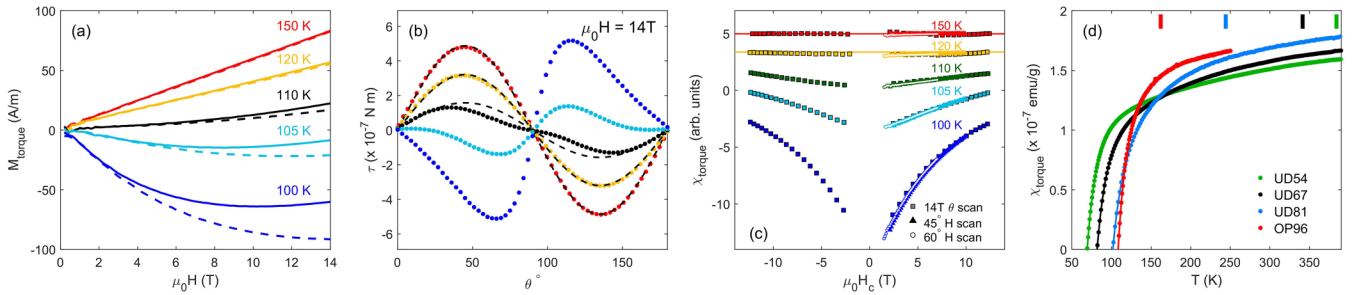 (a)
150 K
120 K
110 K
105 K
100 K
M_torque (A/m)
100
50
0
-50
-100
0 2 4 6 8 10 12 14
μ₀H (T)
(b)
μ₀H = 14T
τ (x 10⁻⁷ N m)
6
4
2
0
-2
-4
-6
0 50 100 150
θ °
150 K
120 K
110 K
105 K
100 K
χ_torque (arb. units)
5
0
-5
-10
14T θ scan
45° H scan
60° H scan
(c)
-10 -5 0 5 10
μ₀H_c (T)
(d)
χ_torque (x 10⁻⁷ emu/g)
2
1.5
1
0.5
0
UD54
UD67
UD81
OP96
50 100 150 200 250 300 350
T (K)